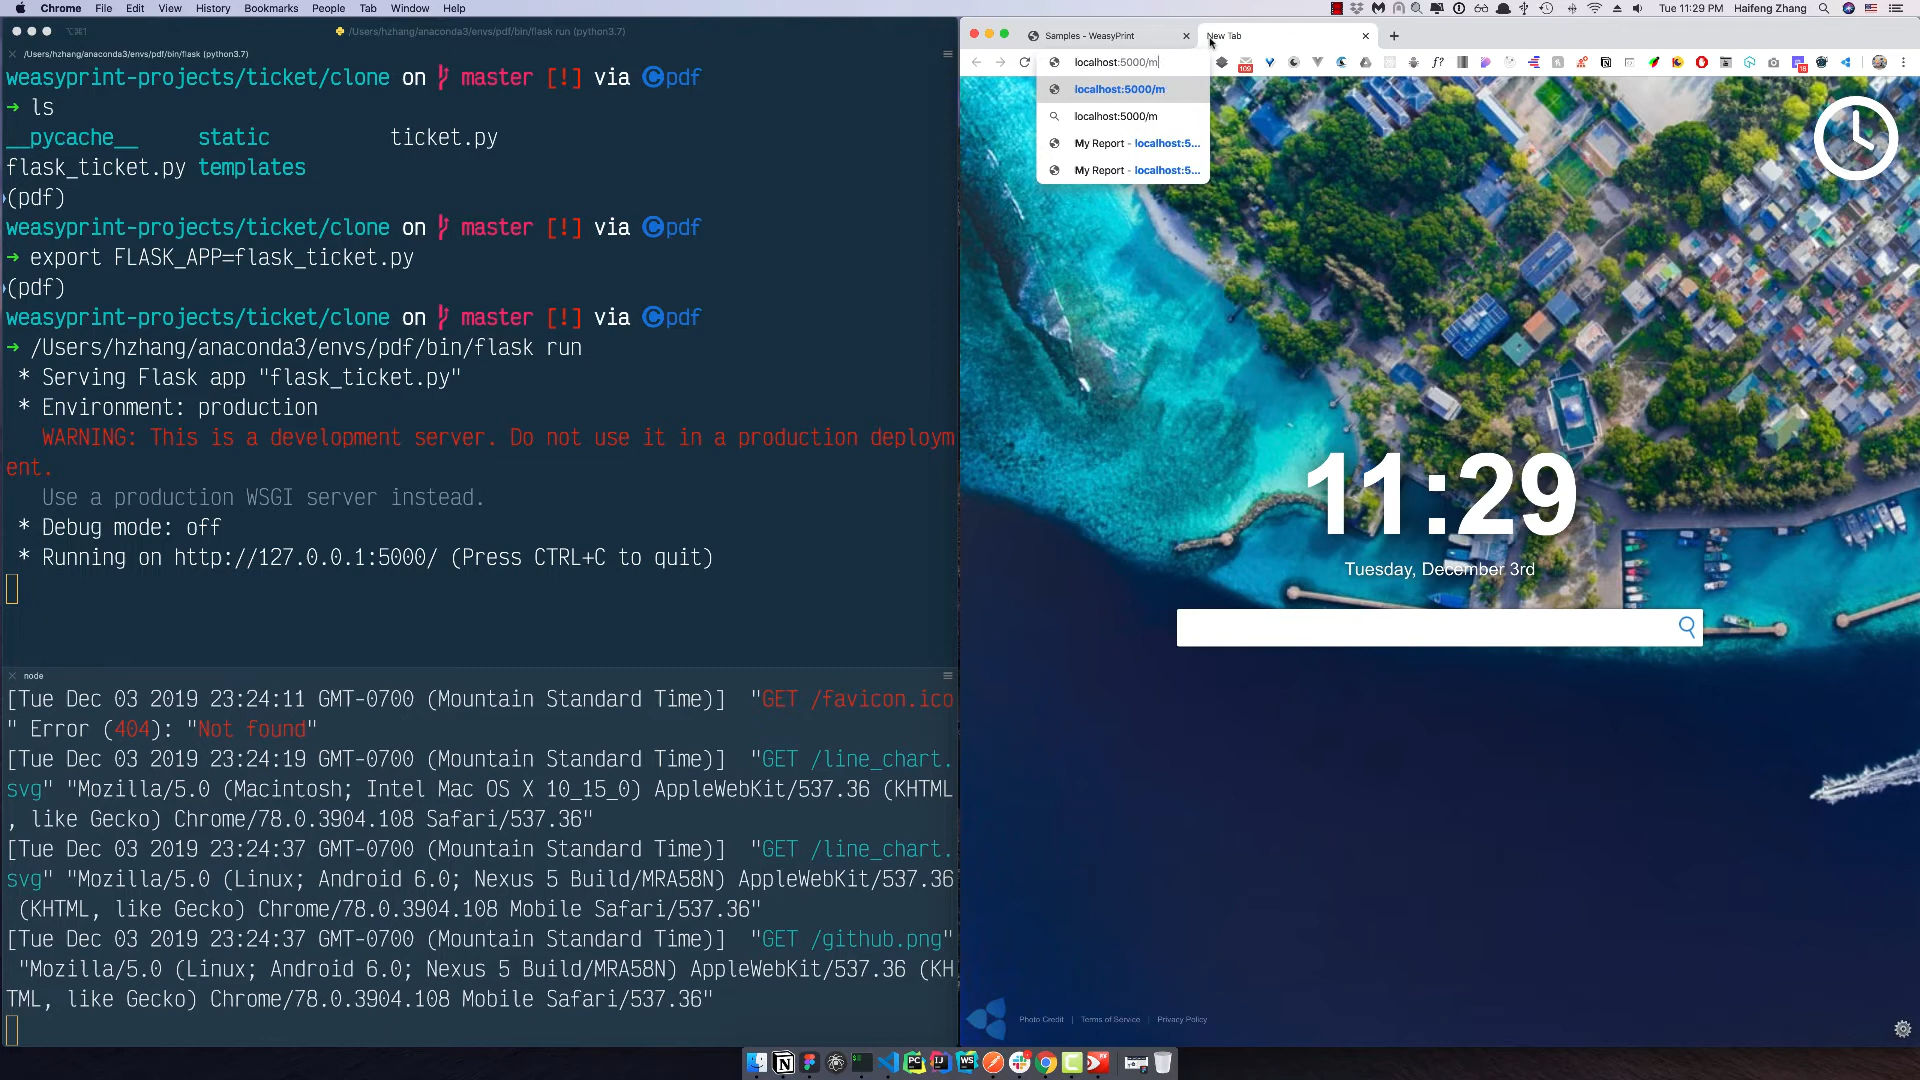 Chrome File Edit View History Bookmarks People Tab Window Help
Tue 11:29 PM Haifeng Zhang
⌥⌘1
/Users/hzhang/anaconda3/envs/pdf/bin/flask run (python3.7)
/Users/hzhang/anaconda3/envs/pdf/bin/flask (python3.7)
weasyprint-projects/ticket/clone on master [!] via ©pdf
→ ls
__pycache__ static ticket.py
flask_ticket.py templates
(pdf)
weasyprint-projects/ticket/clone on master [!] via ©pdf
→ export FLASK_APP=flask_ticket.py
(pdf)
weasyprint-projects/ticket/clone on master [!] via ©pdf
→ /Users/hzhang/anaconda3/envs/pdf/bin/flask run
* Serving Flask app "flask_ticket.py"
* Environment: production
WARNING: This is a development server. Do not use it in a production deploym
ent.
Use a production WSGI server instead.
* Debug mode: off
* Running on http://127.0.0.1:5000/ (Press CTRL+C to quit)
node
[Tue Dec 03 2019 23:24:11 GMT-0700 (Mountain Standard Time)] "GET /favicon.ico
" Error (404): "Not found"
[Tue Dec 03 2019 23:24:19 GMT-0700 (Mountain Standard Time)] "GET /line_chart.
svg" "Mozilla/5.0 (Macintosh; Intel Mac OS X 10_15_0) AppleWebKit/537.36 (KHTML
, like Gecko) Chrome/78.0.3904.108 Safari/537.36"
[Tue Dec 03 2019 23:24:37 GMT-0700 (Mountain Standard Time)] "GET /line_chart.
svg" "Mozilla/5.0 (Linux; Android 6.0; Nexus 5 Build/MRA58N) AppleWebKit/537.36
(KHTML, like Gecko) Chrome/78.0.3904.108 Mobile Safari/537.36"
[Tue Dec 03 2019 23:24:37 GMT-0700 (Mountain Standard Time)] "GET /github.png"
"Mozilla/5.0 (Linux; Android 6.0; Nexus 5 Build/MRA58N) AppleWebKit/537.36 (KH
TML, like Gecko) Chrome/78.0.3904.108 Mobile Safari/537.36"
Samples - WeasyPrint
New Tab
localhost:5000/m
109
16
localhost:5000/m
localhost:5000/m
My Report - localhost:5...
My Report - localhost:5...
11:29
Tuesday, December 3rd
Photo Credit | Terms of Service | Privacy Policy
PC
IJ
WS